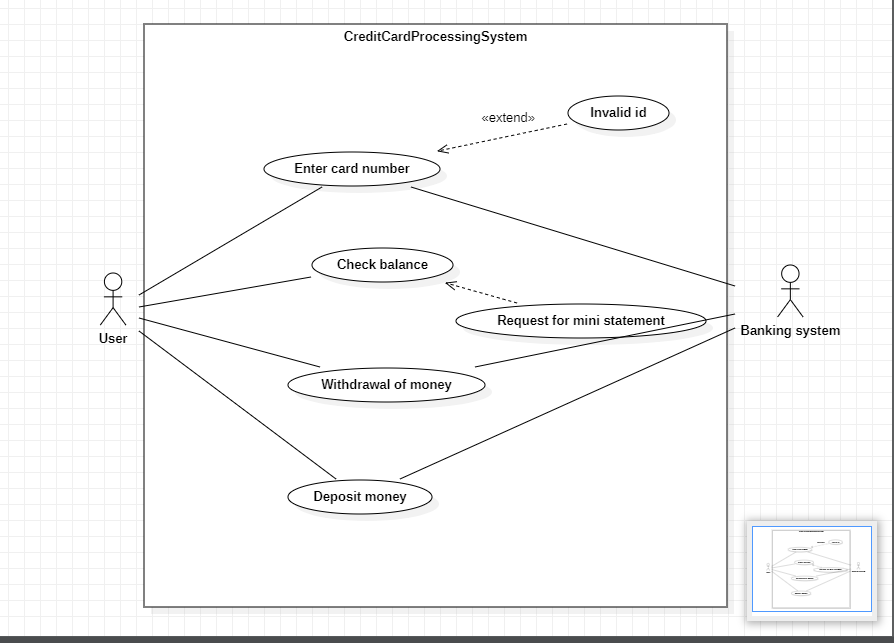 CreditCardProcessingSystem
Invalid id
«extend»
Enter card number
Check balance
Request for mini statement
Banking system
User
Withdrawal of money
Deposit money